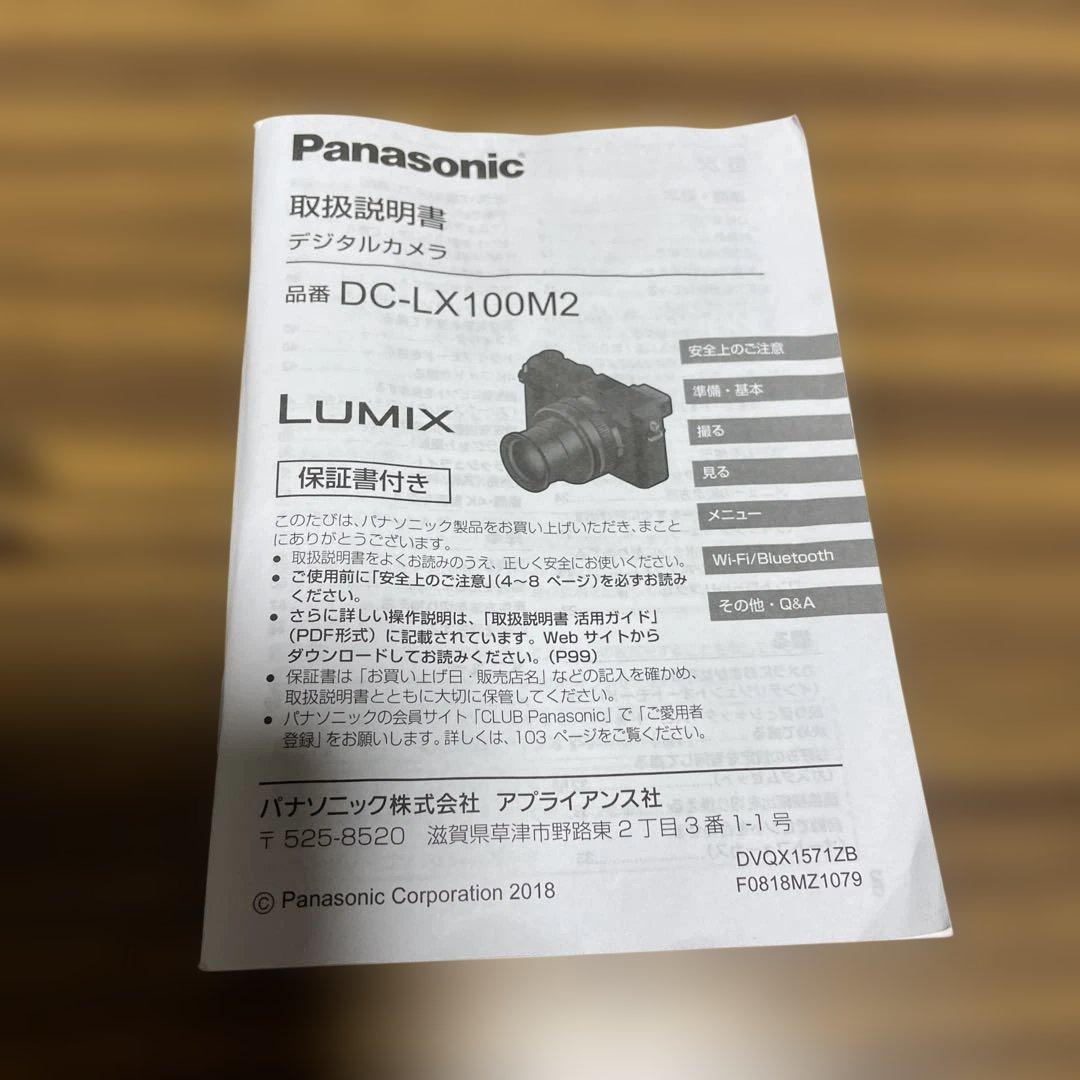 Panasonic
取扱説明書
デジタルカメラ
品番 DC-LX100M2
LUMIX
保証書付き
安全上のご注意
準備・基本
撮る
見る
メニュー
Wi-Fi/Bluetooth
その他・Q&A
このたびは、パナソニック製品をお買い上げいただき、まこと
にありがとうございます。
● 取扱説明書をよくお読みのうえ、正しく安全にお使いください。
● ご使用前に「安全上のご注意」(4～8 ページ)を必ずお読み
ください。
● さらに詳しい操作説明は、「取扱説明書 活用ガイド」
(PDF形式) に記載されています。Web サイトから
ダウンロードしてお読みください。(P99)
● 保証書は「お買い上げ日・販売店名」などの記入を確かめ、
取扱説明書とともに大切に保管してください。
● パナソニックの会員サイト「CLUB Panasonic」で「ご愛用者
登録」をお願いします。詳しくは、103 ページをご覧ください。
パナソニック株式会社 アプライアンス社
〒 525-8520 滋賀県草津市野路東 2 丁目 3 番 1-1 号
DVQX1571ZB
F0818MZ1079
© Panasonic Corporation 2018